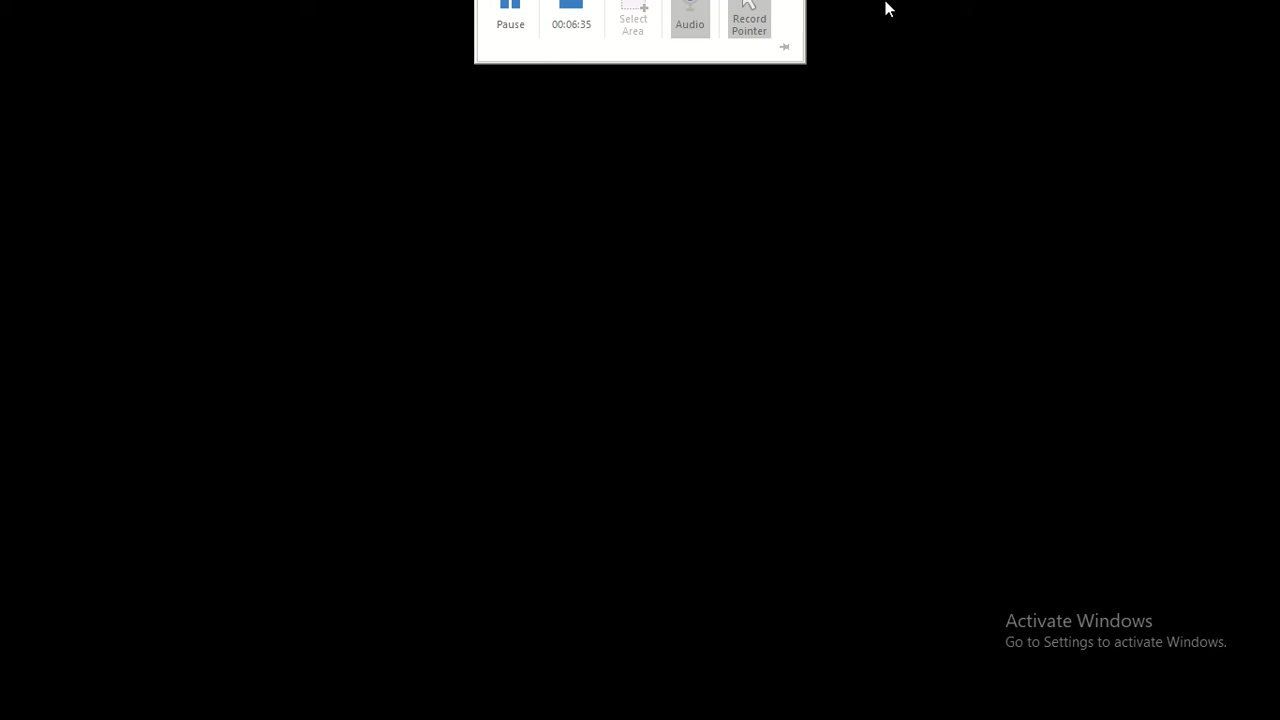 Pause
00:06:35
Select
Area
Audio
Record
Pointer
Activate Windows
Go to Settings to activate Windows.